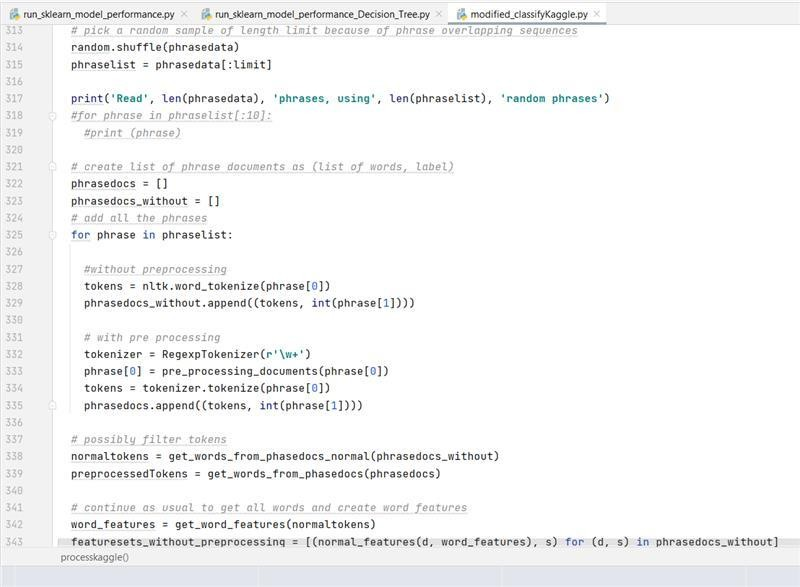 run_sklearn_model_performance.py × run_sklearn_model_performance_Decision_Tree.py × modified_classifyKaggle.py ×
313 # pick a random sample of length limit because of phrase overlapping sequences
314 random.shuffle(phrasedata)
315 phraselist = phrasedata[:limit]
316
317 print('Read', len(phrasedata), 'phrases, using', len(phraselist), 'random phrases')
318 #for phrase in phraselist[:10]:
319 #print (phrase)
320
321 # create list of phrase documents as (list of words, label)
322 phrasedocs = []
323 phrasedocs_without = []
324 # add all the phrases
325 for phrase in phraselist:
326
327 #without preprocessing
328 tokens = nltk.word_tokenize(phrase[0])
329 phrasedocs_without.append((tokens, int(phrase[1])))
330
331 # with pre processing
332 tokenizer = RegexpTokenizer(r'\w+')
333 phrase[0] = pre_processing_documents(phrase[0])
334 tokens = tokenizer.tokenize(phrase[0])
335 phrasedocs.append((tokens, int(phrase[1])))
336
337 # possibly filter tokens
338 normaltokens = get_words_from_phasedocs_normal(phrasedocs_without)
339 preprocessedTokens = get_words_from_phasedocs(phrasedocs)
340
341 # continue as usual to get all words and create word features
342 word_features = get_word_features(normaltokens)
343 featuresets_without_preprocessing = [(normal_features(d, word_features), s) for (d, s) in phrasedocs_without]
processkaggle()